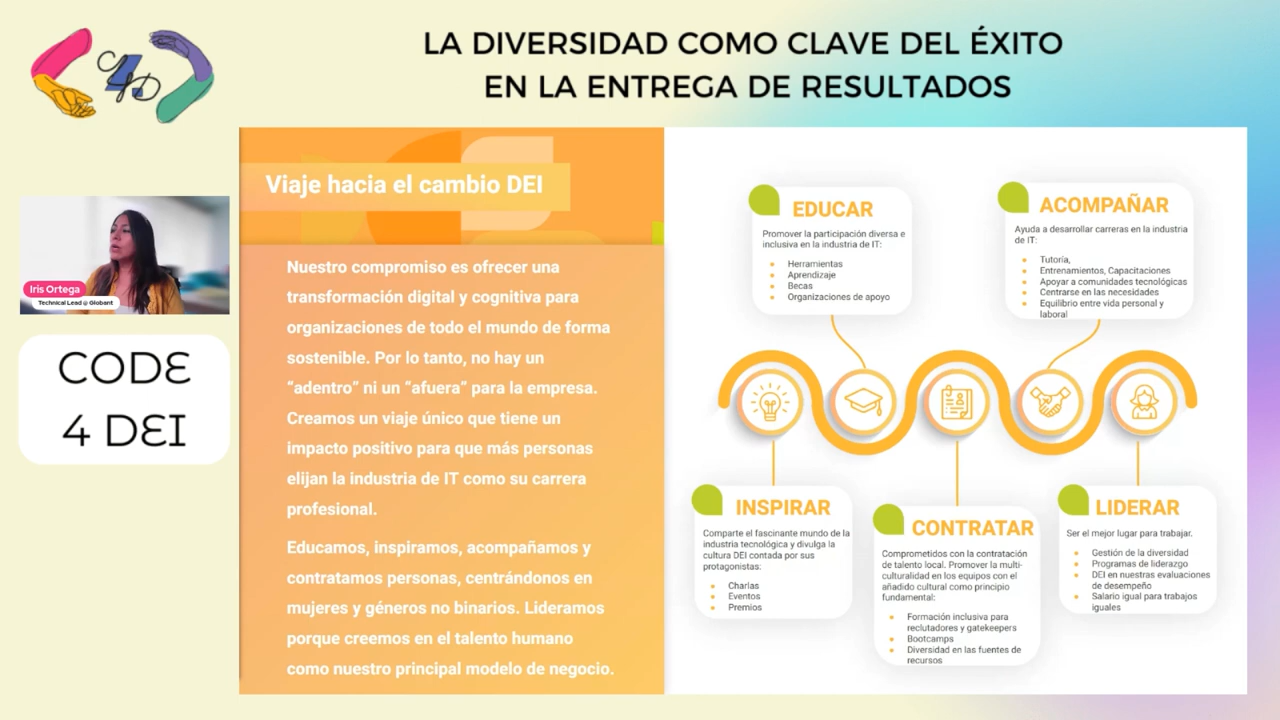 LA DIVERSIDAD COMO CLAVE DEL ÉXITO
EN LA ENTREGA DE RESULTADOS
Iris Ortega
Technical Lead @ Globant
CODE
4 DEI
Viaje hacia el cambio DEI
Nuestro compromiso es ofrecer una
transformación digital y cognitiva para
organizaciones de todo el mundo de forma
sostenible. Por lo tanto, no hay un
“adentro” ni un “afuera” para la empresa.
Creamos un viaje único que tiene un
impacto positivo para que más personas
elijan la industria de IT como su carrera
profesional.
Educamos, inspiramos, acompañamos y
contratamos personas, centrándonos en
mujeres y géneros no binarios. Lideramos
porque creemos en el talento humano
como nuestro principal modelo de negocio.
EDUCAR
Promover la participación diversa e
inclusiva en la industria de IT:
Herramientas
Aprendizaje
Becas
Organizaciones de apoyo
ACOMPAÑAR
Ayuda a desarrollar carreras en la industria
de IT:
Tutoría,
Entrenamientos, Capacitaciones
Apoyar a comunidades tecnológicas
Centrarse en las necesidades
Equilibrio entre vida personal y
laboral
INSPIRAR
Comparte el fascinante mundo de la
industria tecnológica y divulga la
cultura DEI contada por sus
protagonistas:
Charlas
Eventos
Premios
CONTRATAR
Comprometidos con la contratación
de talento local. Promover la multi-
culturalidad en los equipos con el
añadido cultural como principio
fundamental:
Formación inclusiva para
reclutadores y gatekeepers
Bootcamps
Diversidad en las fuentes de
recursos
LIDERAR
Ser el mejor lugar para trabajar.
Gestión de la diversidad
Programas de liderazgo
DEI en nuestras evaluaciones
de desempeño
Salario igual para trabajos
iguales